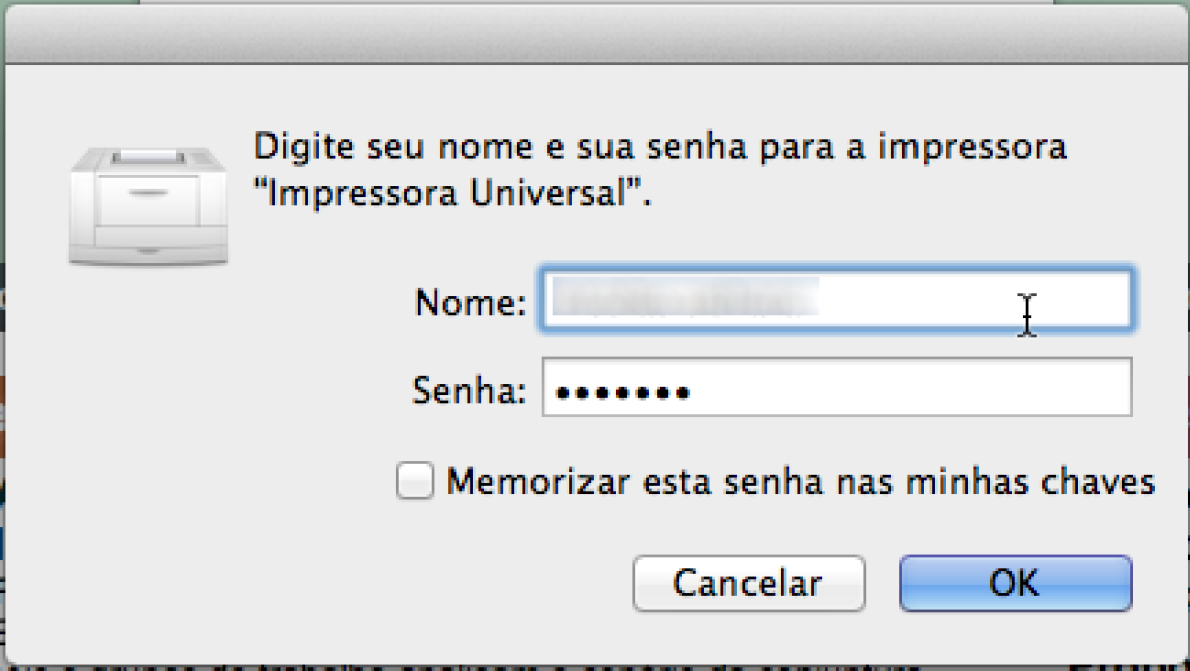 Digite seu nome e sua senha para a impressora
“Impressora Universal”.
Nome:
Senha: •••••••
Memorizar esta senha nas minhas chaves
Cancelar
OK